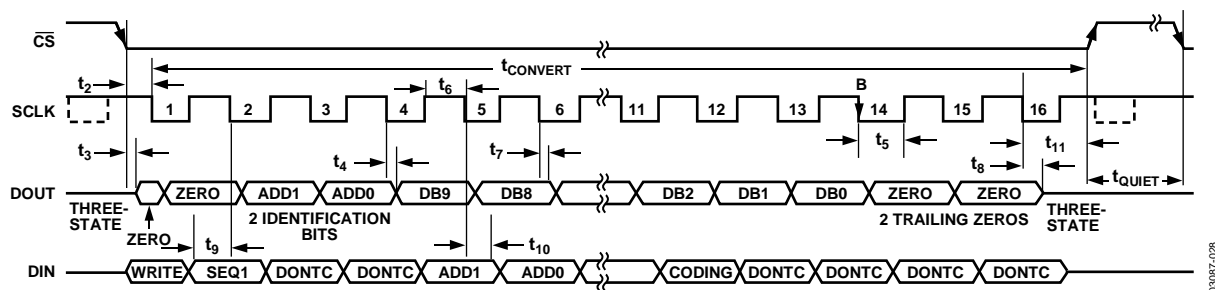 CS
tCONVERT
t2
t6
B
SCLK
1 2 3 4 5 6 11 12 13 14 15 16
t3
t4
t7
t5
t8
t11
DOUT
ZERO ADD1 ADD0 DB9 DB8 DB2 DB1 DB0 ZERO ZERO
tQUIET
THREE-
STATE
ZERO
2 IDENTIFICATION
BITS
2 TRAILING ZEROS
THREE-
STATE
t9
t10
DIN
WRITE SEQ1 DONTC DONTC ADD1 ADD0 CODING DONTC DONTC DONTC DONTC
03087-028